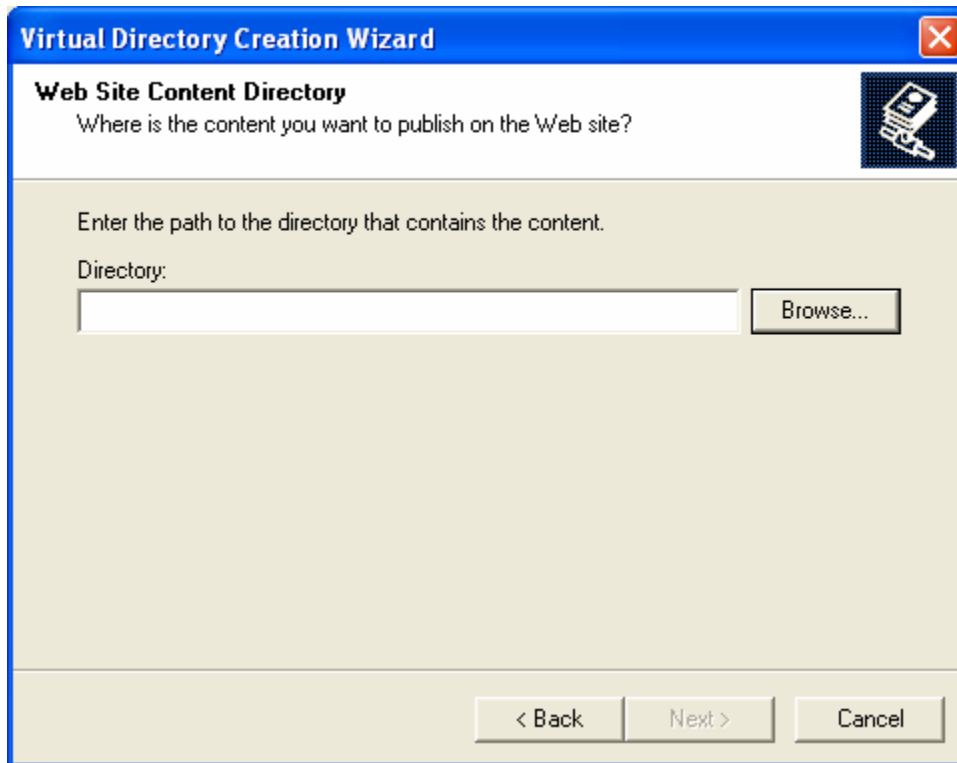 Virtual Directory Creation Wizard
Web Site Content Directory
Where is the content you want to publish on the Web site?
Enter the path to the directory that contains the content.
Directory:
Browse...
< Back Next > Cancel